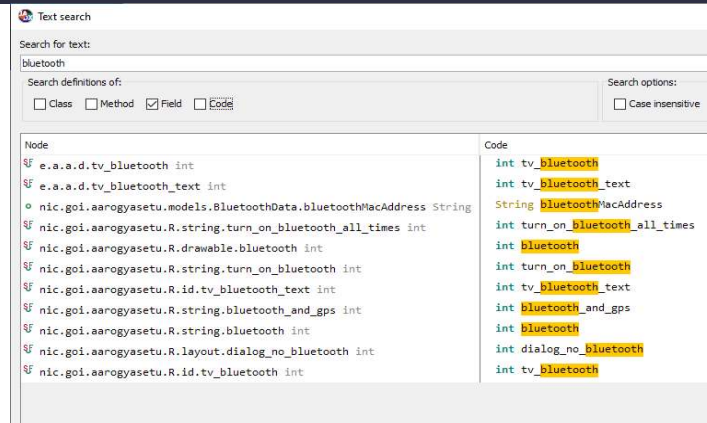 Text search
Search for text:
bluetooth
Search definitions of:
Class Method Field Code
Search options:
Case insensitive
Node Code
e.a.a.d.tv_bluetooth int int tv_bluetooth
e.a.a.d.tv_bluetooth_text int int tv_bluetooth_text
nic.goi.aarogyasetu.models.BluetoothData.bluetoothMacAddress String String bluetoothMacAddress
nic.goi.aarogyasetu.R.string.turn_on_bluetooth_all_times int int turn_on_bluetooth_all_times
nic.goi.aarogyasetu.R.drawable.bluetooth int int bluetooth
nic.goi.aarogyasetu.R.string.turn_on_bluetooth int int turn_on_bluetooth
nic.goi.aarogyasetu.R.id.tv_bluetooth_text int int tv_bluetooth_text
nic.goi.aarogyasetu.R.string.bluetooth_and_gps int int bluetooth_and_gps
nic.goi.aarogyasetu.R.string.bluetooth int int bluetooth
nic.goi.aarogyasetu.R.layout.dialog_no_bluetooth int int dialog_no_bluetooth
nic.goi.aarogyasetu.R.id.tv_bluetooth int int tv_bluetooth